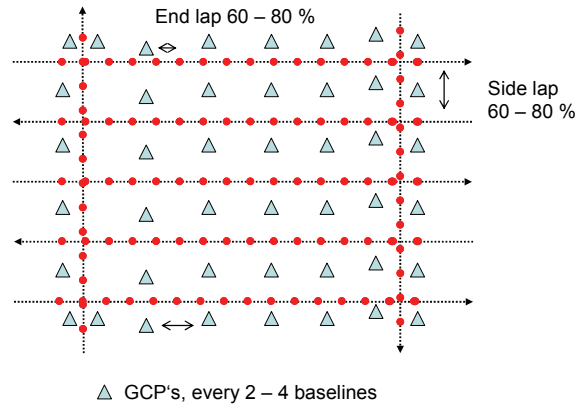 End lap 60 – 80 %
Side lap
60 – 80 %
GCP‘s, every 2 – 4 baselines